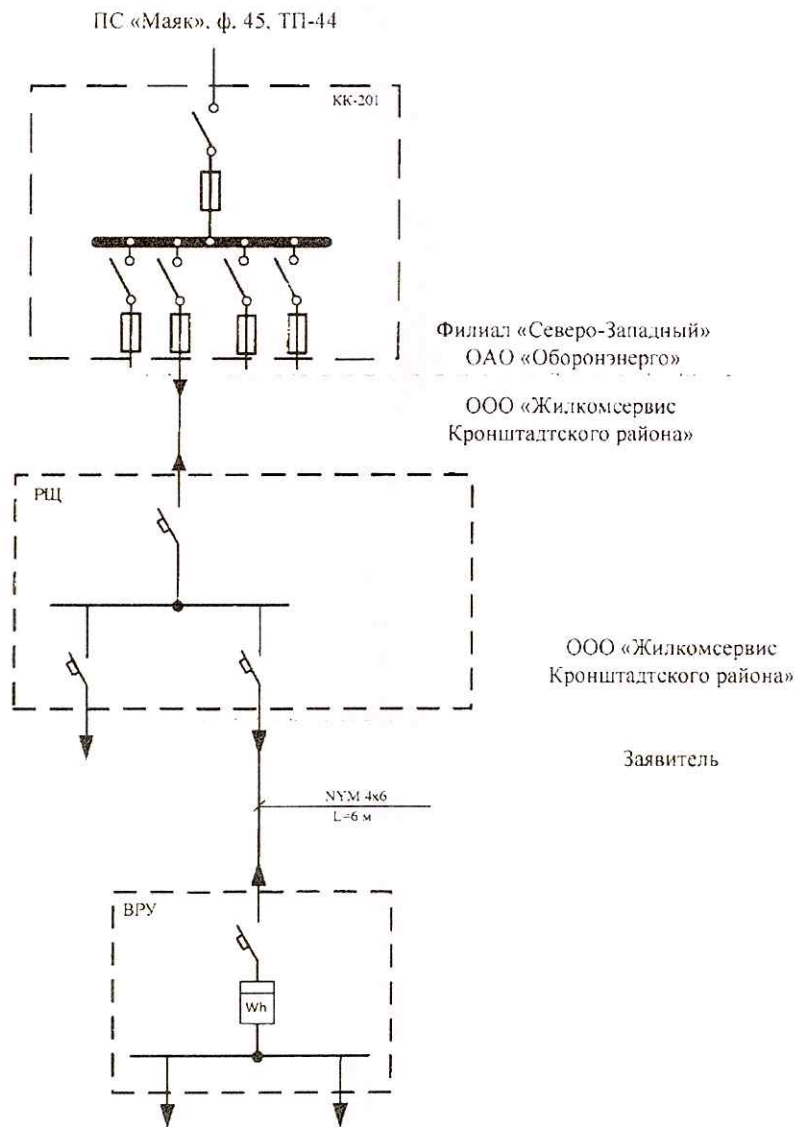 ПС «Маяк», ф. 45, ТП-44
КК-201
Филиал «Северо-Западный»
ОАО «Оборонэнерго»
ООО «Жилкомсервис
Кронштадтского района»
РЩ
ООО «Жилкомсервис
Кронштадтского района»
Заявитель
NYM 4х6
L=6 м
ВРУ
Wh